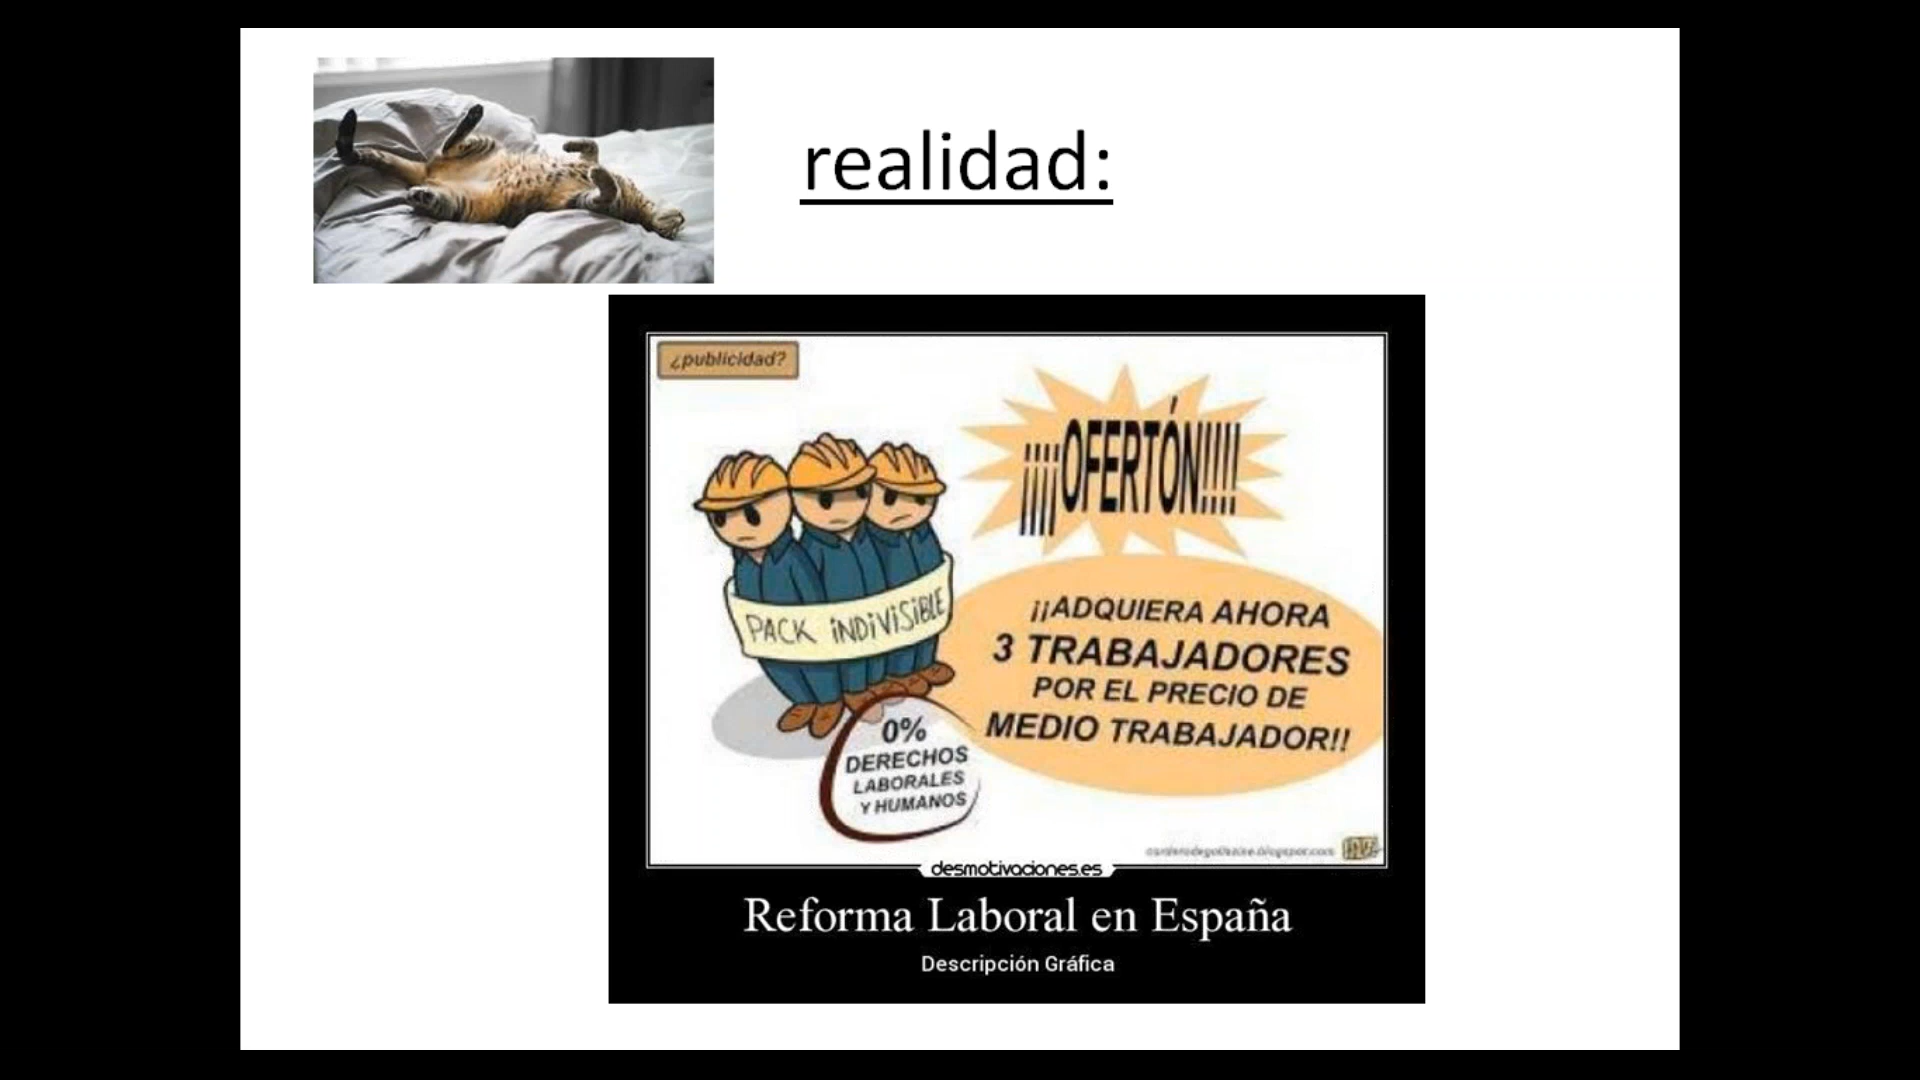 realidad:
¿publicidad?
¡¡¡¡OFERTÓN!!!!
PACK iNDiViSiBLE
¡¡ADQUIERA AHORA
3 TRABAJADORES
POR EL PRECIO DE
MEDIO TRABAJADOR!!
0%
DERECHOS
LABORALES
Y HUMANOS
desmotivaciones.es
Reforma Laboral en España
Descripción Gráfica